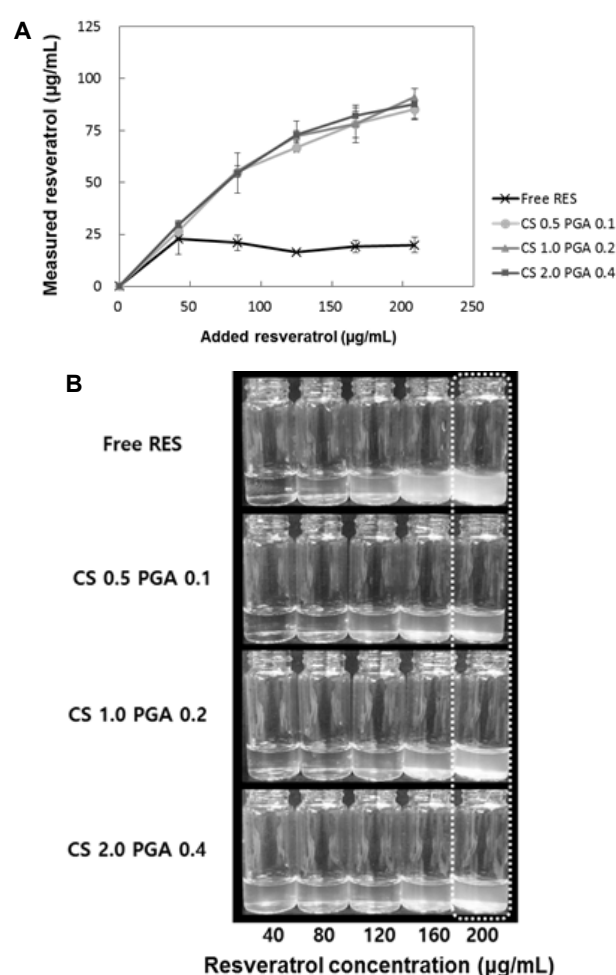 A
Measured resveratrol (µg/mL)
125
100
75
50
25
0
0 50 100 150 200 250
Added resveratrol (µg/mL)
Free RES
CS 0.5 PGA 0.1
CS 1.0 PGA 0.2
CS 2.0 PGA 0.4
B
Free RES
CS 0.5 PGA 0.1
CS 1.0 PGA 0.2
CS 2.0 PGA 0.4
40 80 120 160 200
Resveratrol concentration (µg/mL)